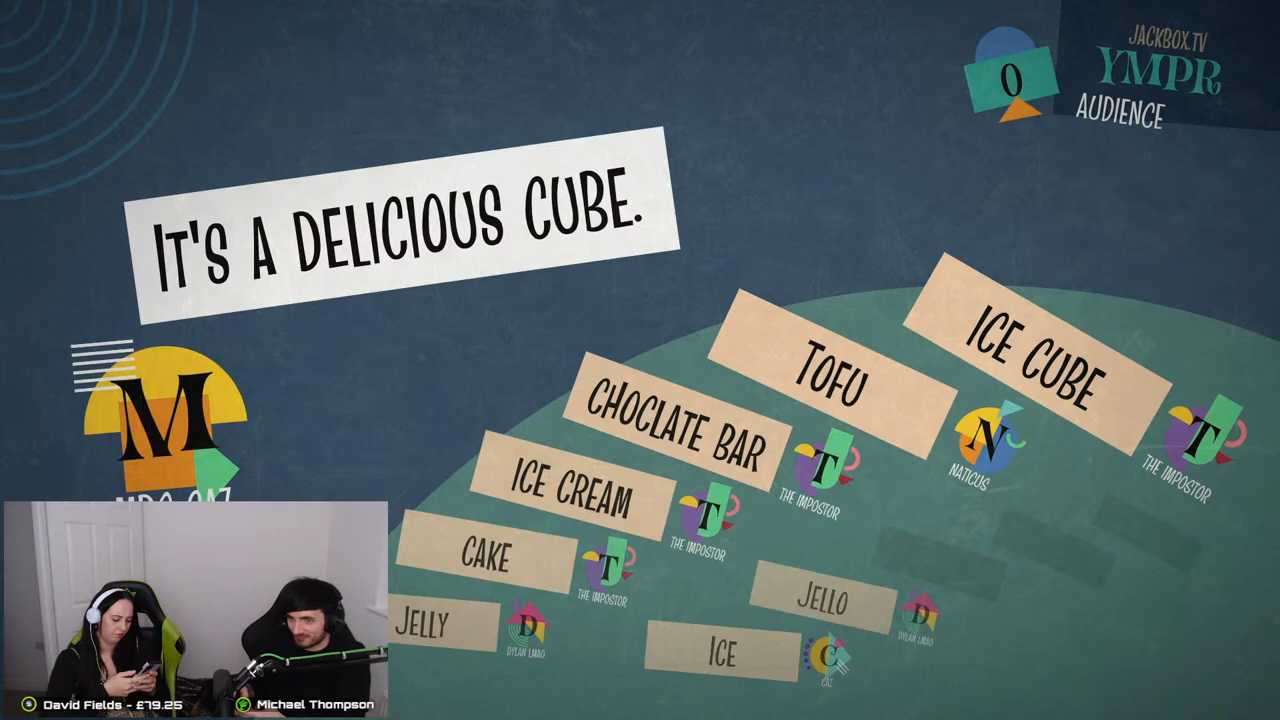 JACKBOX.TV
YMPR
0
AUDIENCE
IT'S A DELICIOUS CUBE.
ICE CUBE
T
THE IMPOSTOR
TOFU
N
NATICUS
CHOCLATE BAR
T
THE IMPOSTOR
ICE CREAM
T
THE IMPOSTOR
CAKE
T
THE IMPOSTOR
JELLY
D
DYLAN LMAO
JELLO
D
DYLAN LMAO
ICE
C
CAZ
M
David Fields - £79.25
Michael Thompson